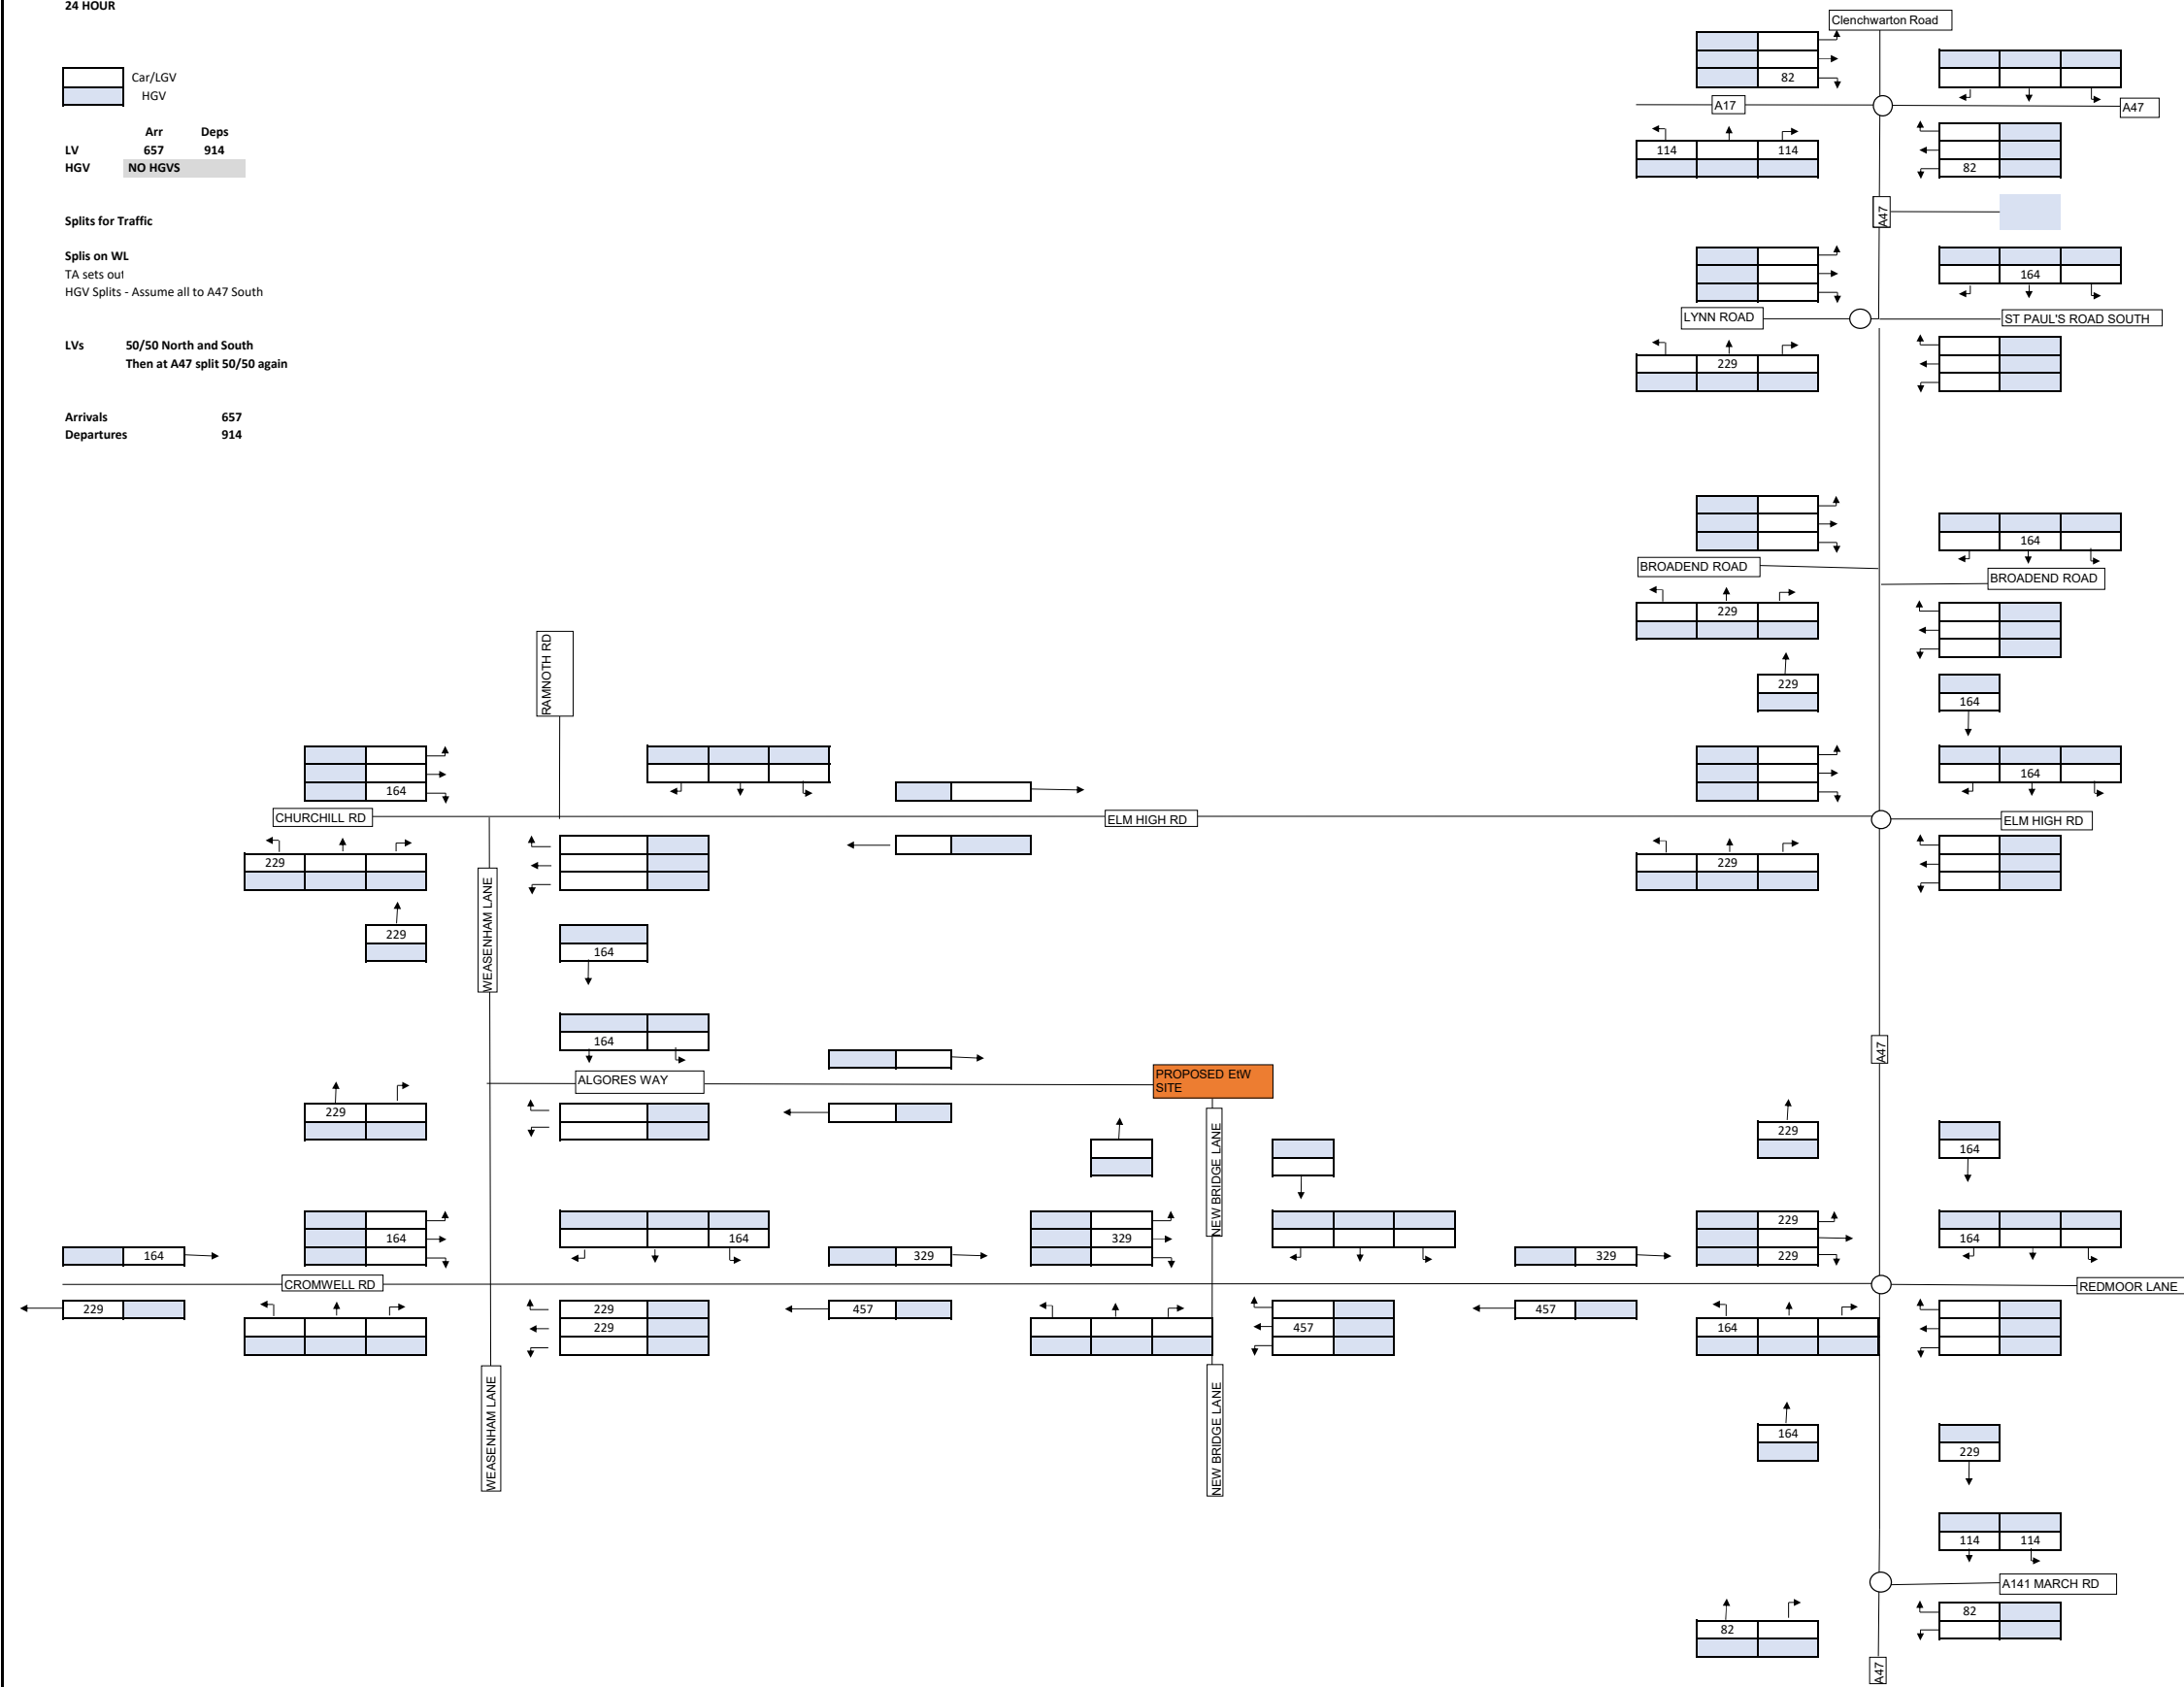 24 HOUR
Clenchwarton Road
Car/LGV
HGV
82
A17
A47
Arr Deps
LV 657 914
HGV NO HGVS
114 114
82
Splits for Traffic
A47
Splis on WL
TA sets out
HGV Splits - Assume all to A47 South
164
LYNN ROAD
ST PAUL'S ROAD SOUTH
LVs 50/50 North and South
Then at A47 split 50/50 again
229
Arrivals 657
Departures 914
164
BROADEND ROAD
BROADEND ROAD
229
RAMNOTH RD
229
164
164
164
CHURCHILL RD
ELM HIGH RD
ELM HIGH RD
229
229
WEASENHAM LANE
229
164
164
A47
ALGORES WAY
PROPOSED EtW
SITE
229
NEW BRIDGE LANE
229
164
164
164
164
329
329
329
229
229
164
CROMWELL RD
REDMOOR LANE
229
229
229
457
457
457
164
WEASENHAM LANE
NEW BRIDGE LANE
164
229
114 114
A141 MARCH RD
82
82
A47